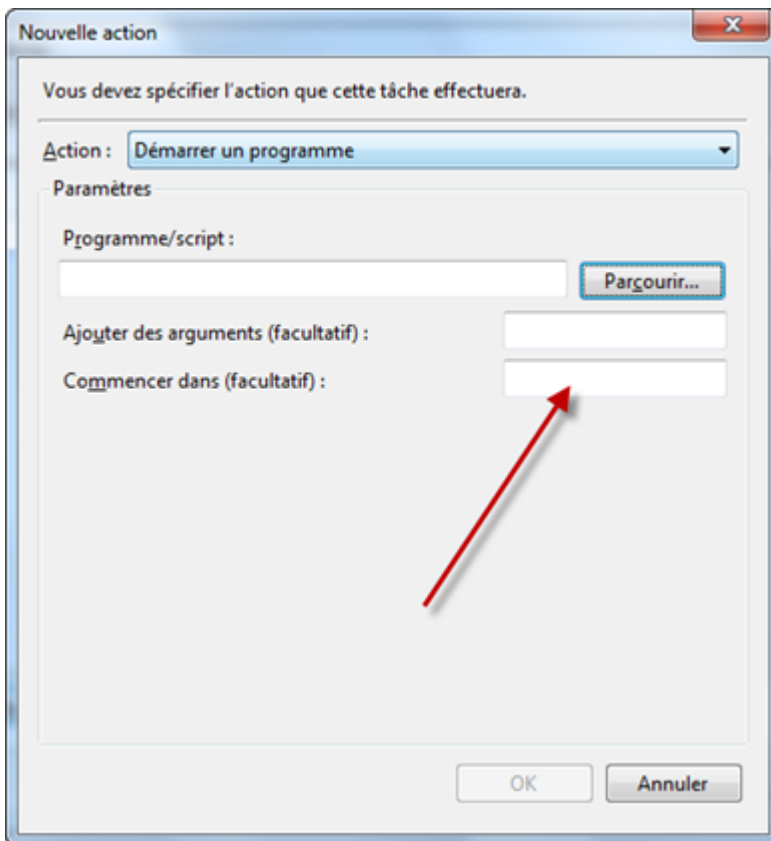 Nouvelle action
Vous devez spécifier l'action que cette tâche effectuera.
Action : Démarrer un programme
Paramètres
Programme/script :
Parcourir...
Ajouter des arguments (facultatif) :
Commencer dans (facultatif) :
OK Annuler